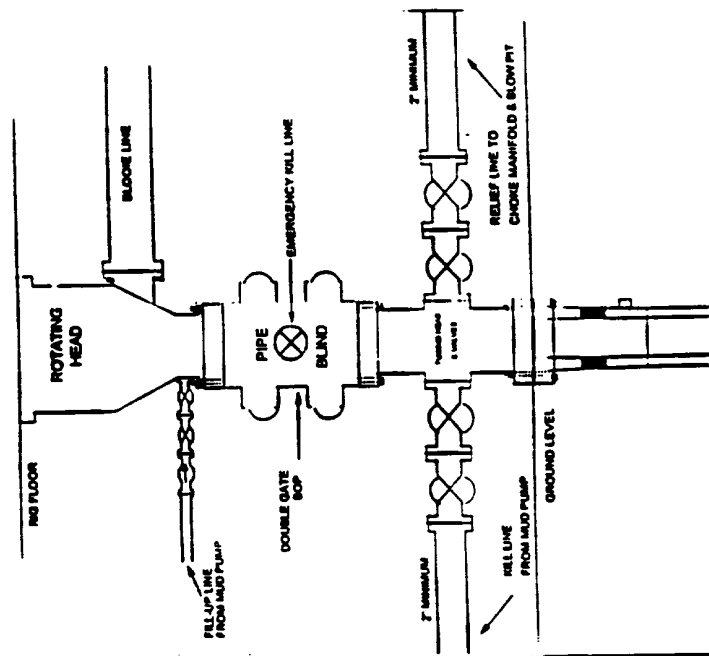 RIG FLOOR
ROTATING
HEAD
BLOOIE LINE
FILL-UP LINE
FROM MUD PUMP
PIPE
BLIND
EMERGENCY KILL LINE
DOUBLE GATE
BOP
2" MINIMUM
RELIEF LINE TO
CHOKE MANIFOLD & BLOW PIT
& VALVES
2" MINIMUM
KILL LINE
FROM MUD PUMP
GROUND LEVEL